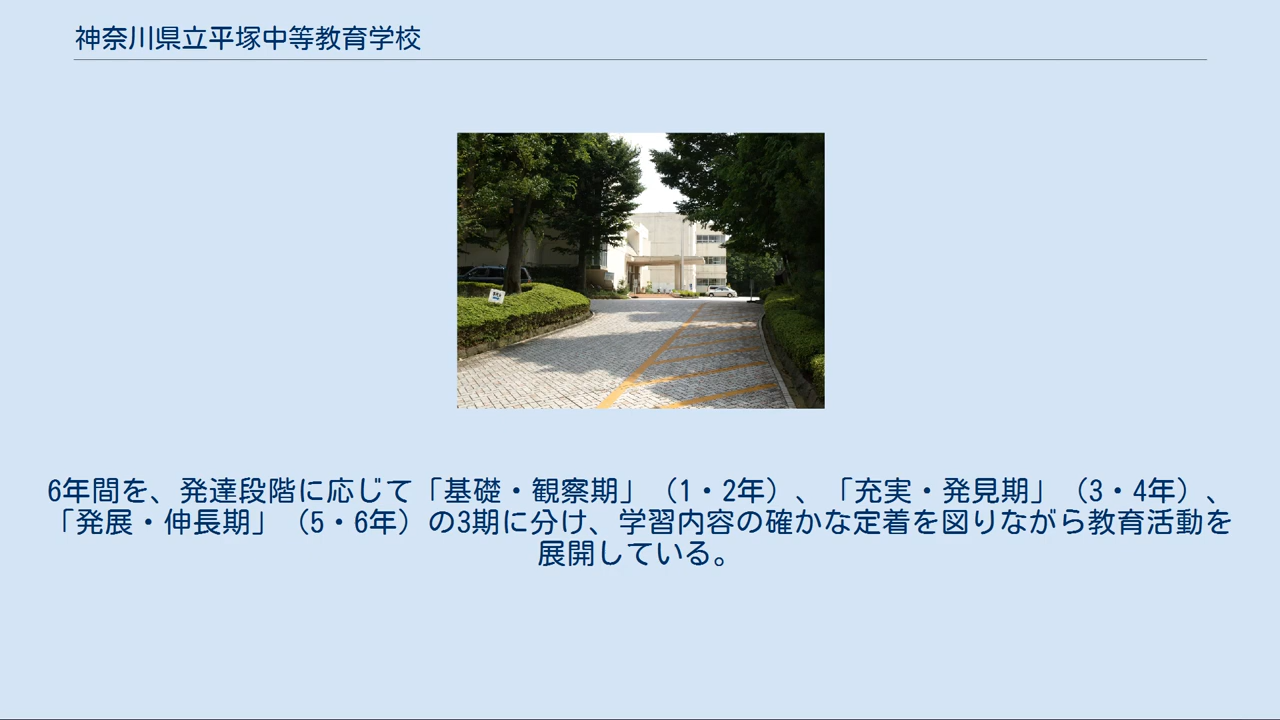 神奈川県立平塚中等教育学校
6年間を、発達段階に応じて「基礎・観察期」（1・2年）、「充実・発見期」（3・4年）、
「発展・伸長期」（5・6年）の3期に分け、学習内容の確かな定着を図りながら教育活動を
展開している。